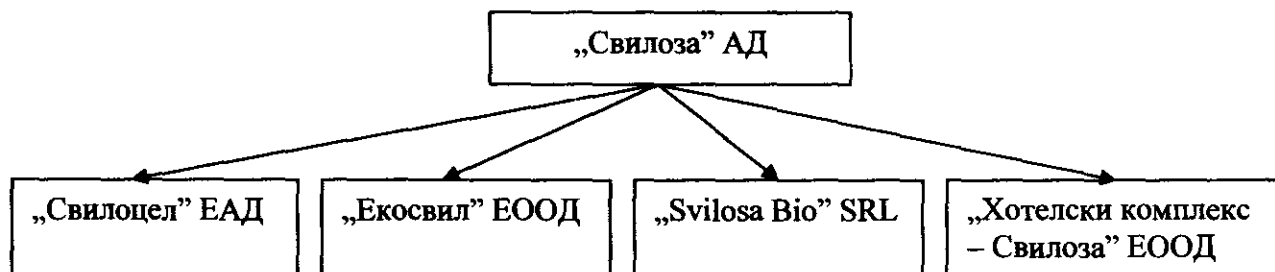 „Свилоза” АД
„Свилоцел” ЕАД
„Екосвил” ЕООД
„Svilosa Bio” SRL
„Хотелски комплекс
– Свилоза” ЕООД